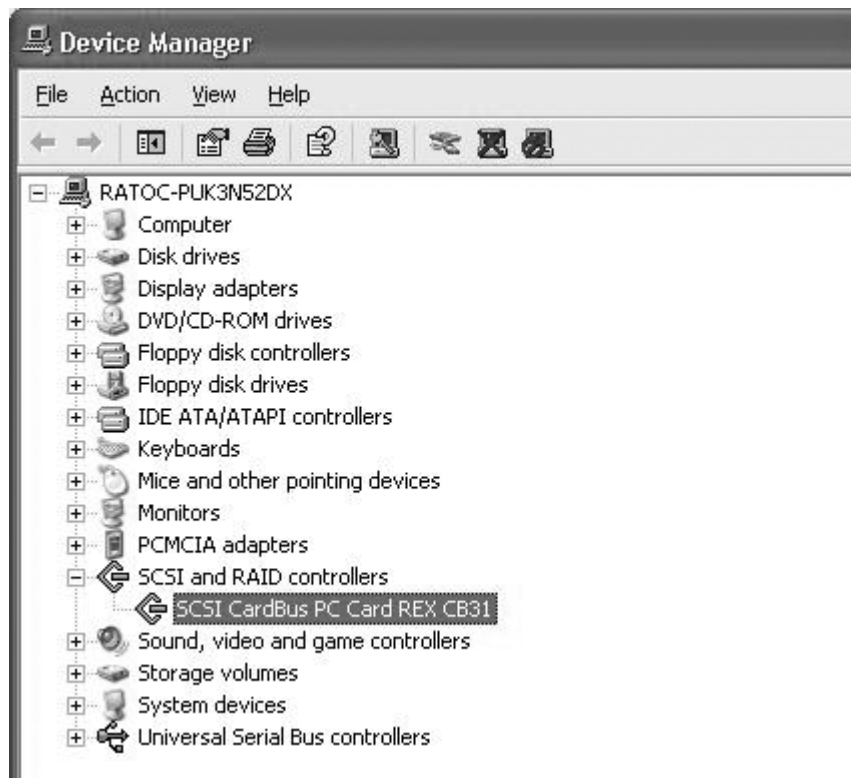 Device Manager
File Action View Help
RATOC-PUK3N52DX
Computer
Disk drives
Display adapters
DVD/CD-ROM drives
Floppy disk controllers
Floppy disk drives
IDE ATA/ATAPI controllers
Keyboards
Mice and other pointing devices
Monitors
PCMCIA adapters
SCSI and RAID controllers
SCSI CardBus PC Card REX CB31
Sound, video and game controllers
Storage volumes
System devices
Universal Serial Bus controllers